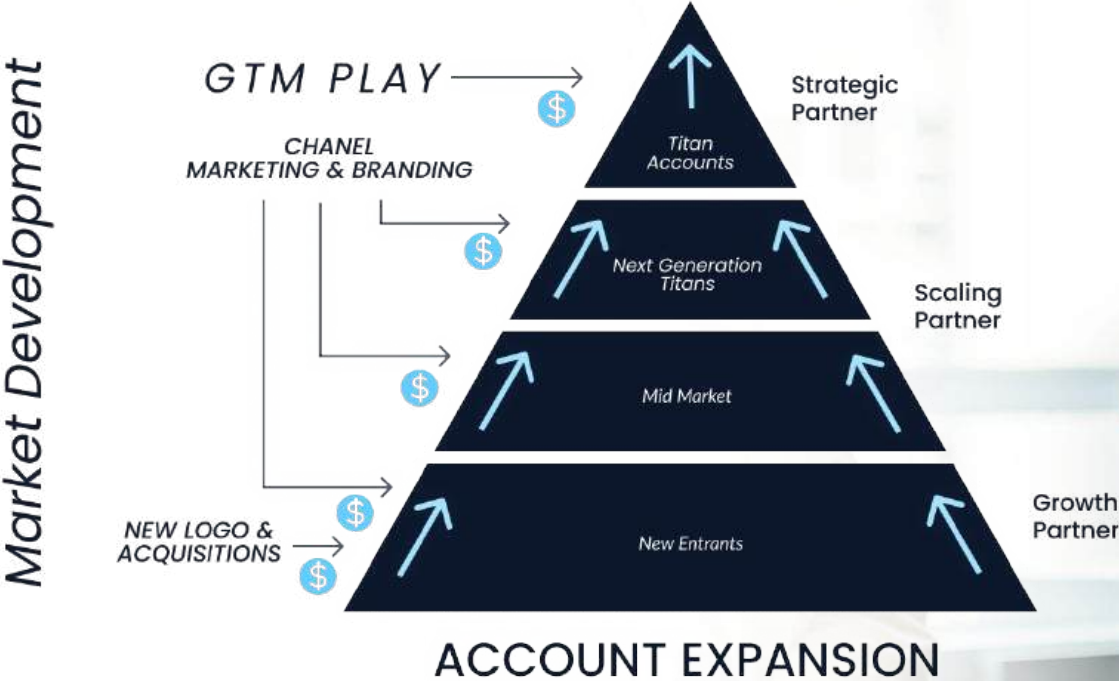 Market Development
GTM PLAY
$
Strategic
Partner
CHANEL
MARKETING & BRANDING
Titan
Accounts
$
Next Generation
Titans
Scaling
Partner
$
Mid Market
$
Growth
Partner
NEW LOGO &
ACQUISITIONS
$
New Entrants
ACCOUNT EXPANSION